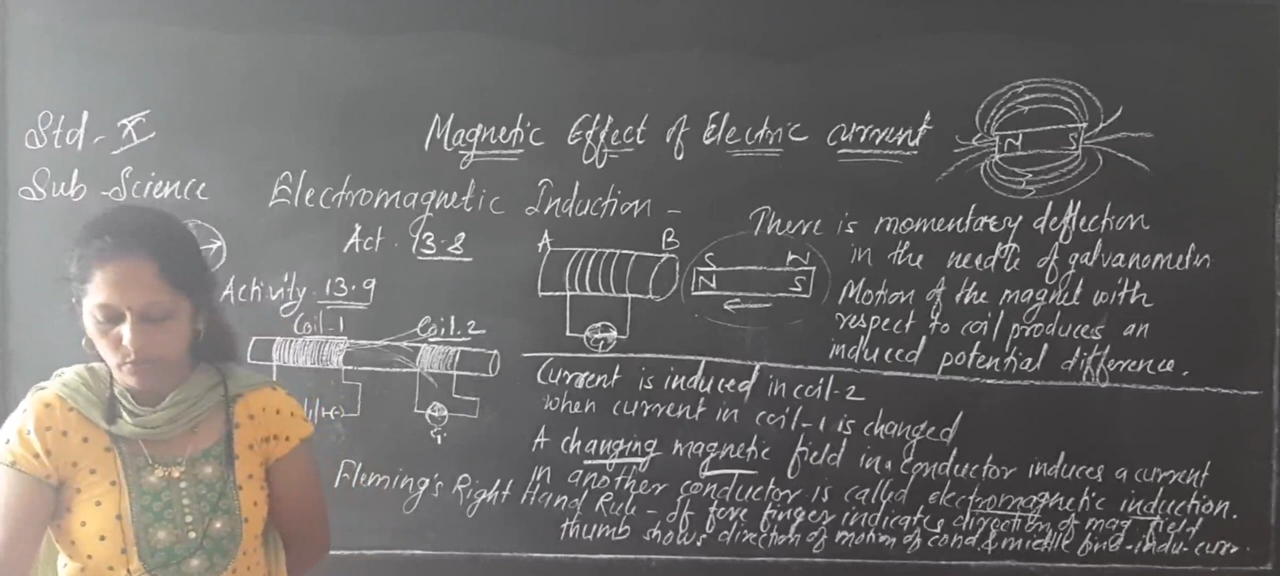 Std - X
Magnetic Effect of Electric current
N S
Sub - Science
Electromagnetic Induction -
Act. 13.8
A B
S N
N S
There is momentary deflection
in the needle of galvanometer
Motion of the magnet with
respect to coil produces an
induced potential difference.
Activity. 13.9
Coil-1 Coil-2
G
Current is induced in coil-2
when current in coil-1 is changed
A changing magnetic field in a conductor induces a current
in another conductor is called electromagnetic induction.
Fleming's Right Hand Rule - If fore finger indicates direction of mag. field
thumb shows direction of motion of cond. & middle find-indu-curr.